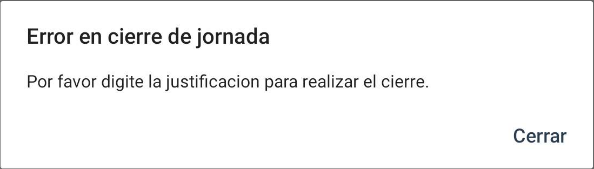 Error en cierre de jornada
Por favor digite la justificacion para realizar el cierre.
Cerrar